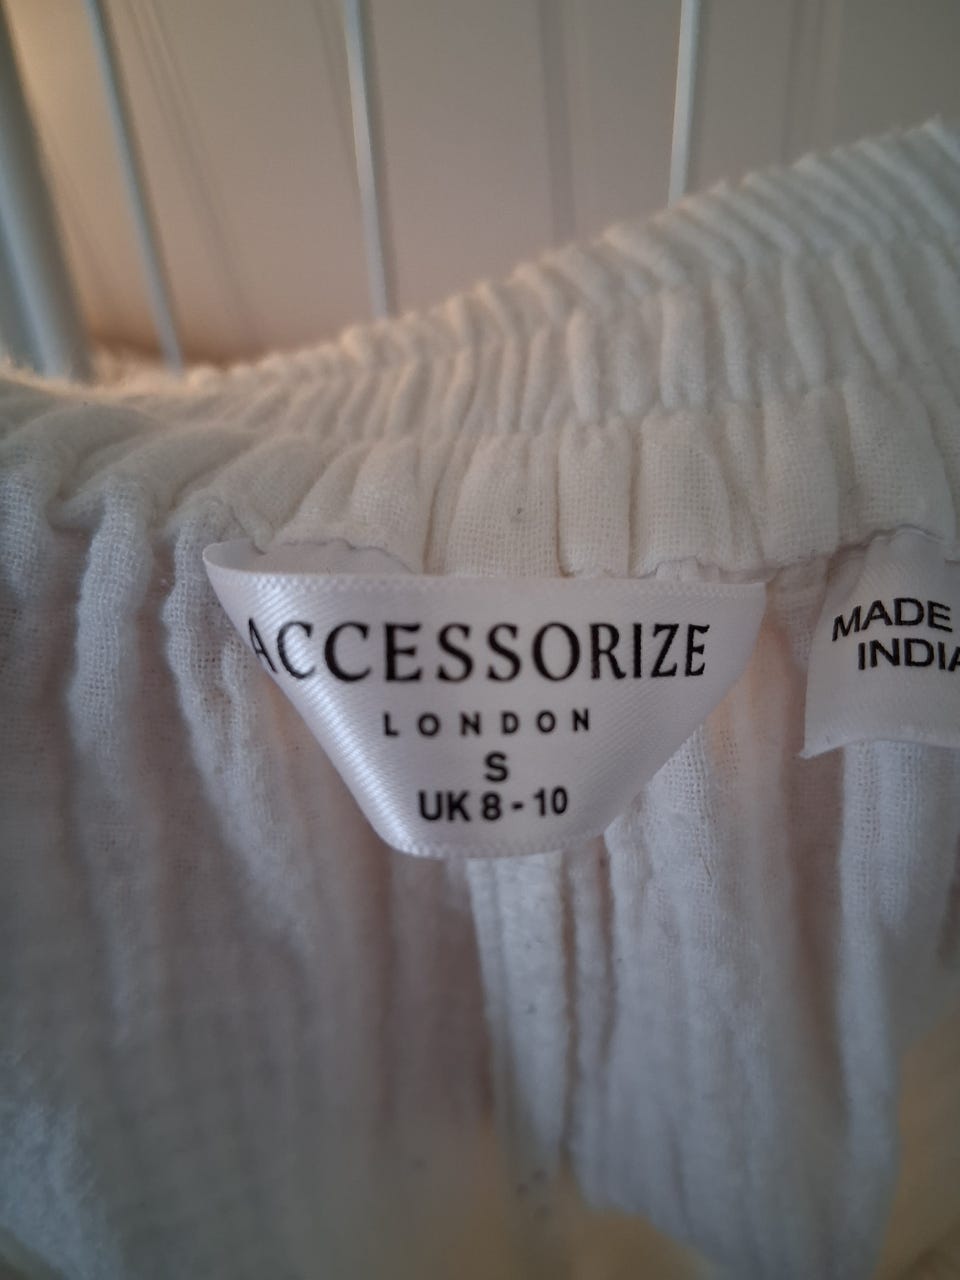 ACCESSORIZE
LONDON
S
UK 8 - 10
MADE
INDIA